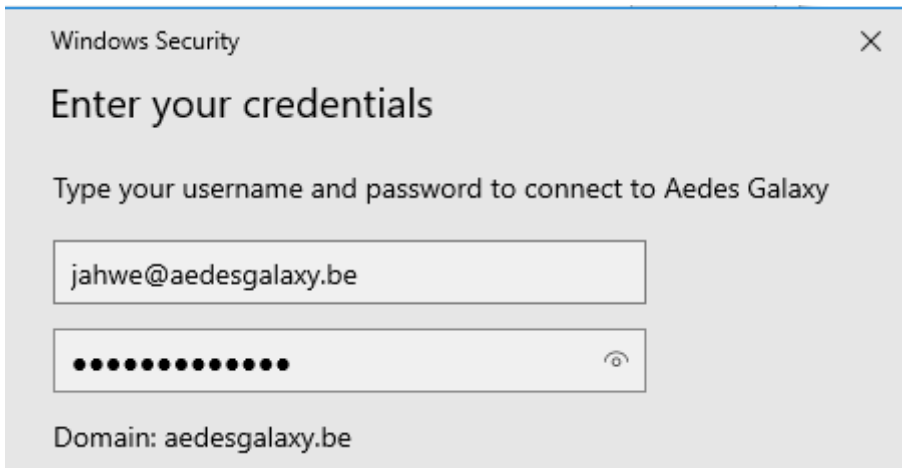 Windows Security
Enter your credentials
Type your username and password to connect to Aedes Galaxy
jahwe@aedesgalaxy.be
●●●●●●●●●●●●●
Domain: aedesgalaxy.be